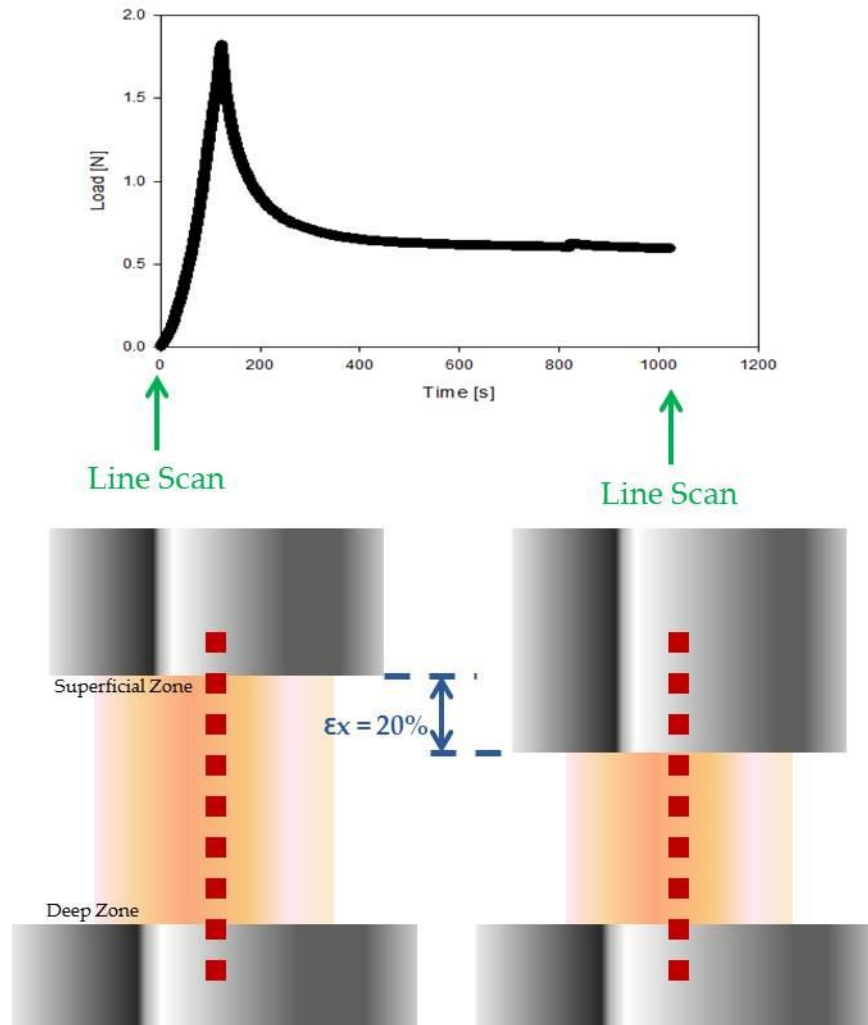 2.0
1.5
1.0
0.5
0.0
Load [N]
0 200 400 600 800 1000 1200
Time [s]
Line Scan
Line Scan
Superficial Zone
Ɛx = 20%
Deep Zone